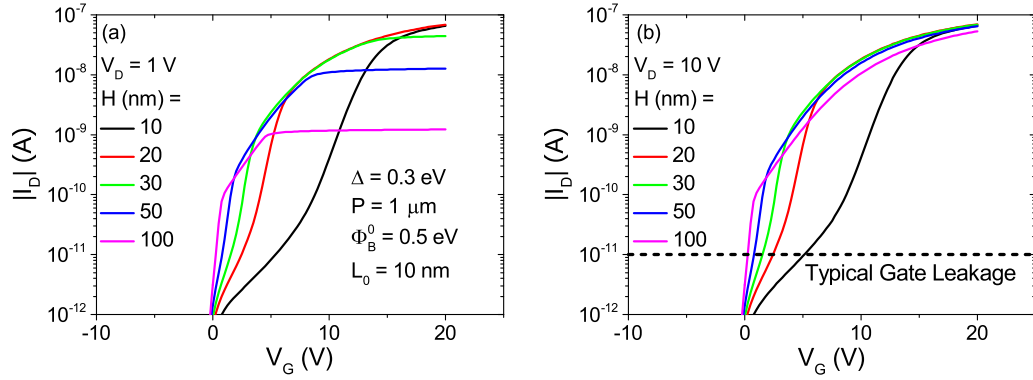 (a)
V_D = 1 V
H (nm) =
10
20
30
50
100
Δ = 0.3 eV
P = 1 μm
Φ_B^0 = 0.5 eV
L_0 = 10 nm
|I_D| (A)
10^-7
10^-8
10^-9
10^-10
10^-11
10^-12
-10 0 10 20
V_G (V)
(b)
V_D = 10 V
H (nm) =
10
20
30
50
100
Typical Gate Leakage
|I_D| (A)
10^-7
10^-8
10^-9
10^-10
10^-11
10^-12
-10 0 10 20
V_G (V)